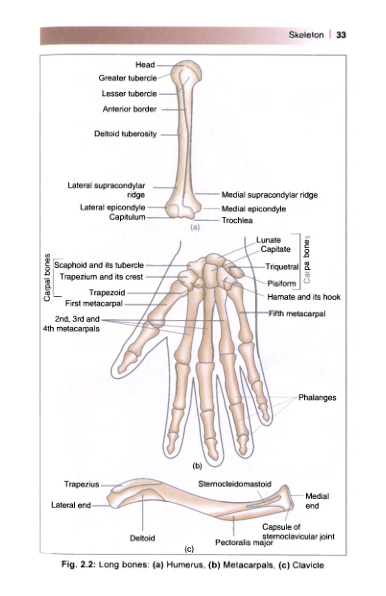 Skeleton | 33
Head
Greater tubercle
Lesser tubercle
Anterior border
Deltoid tuberosity
Lateral supracondylar
ridge
Lateral epicondyle
Capitulum
Medial supracondylar ridge
Medial epicondyle
Trochlea
(a)
Carpal bones
Scaphoid and its tubercle
Trapezium and its crest
Trapezoid
First metacarpal
2nd, 3rd and
4th metacarpals
Lunate
Capitate
Triquetral
Pisiform
Carpa bones
Hamate and its hook
Fifth metacarpal
Phalanges
(b)
Trapezius
Lateral end
Deltoid
Sternocleidomastoid
Medial
end
Capsule of
sternoclavicular joint
Pectoralis major
(c)
Fig. 2.2: Long bones: (a) Humerus, (b) Metacarpals, (c) Clavicle